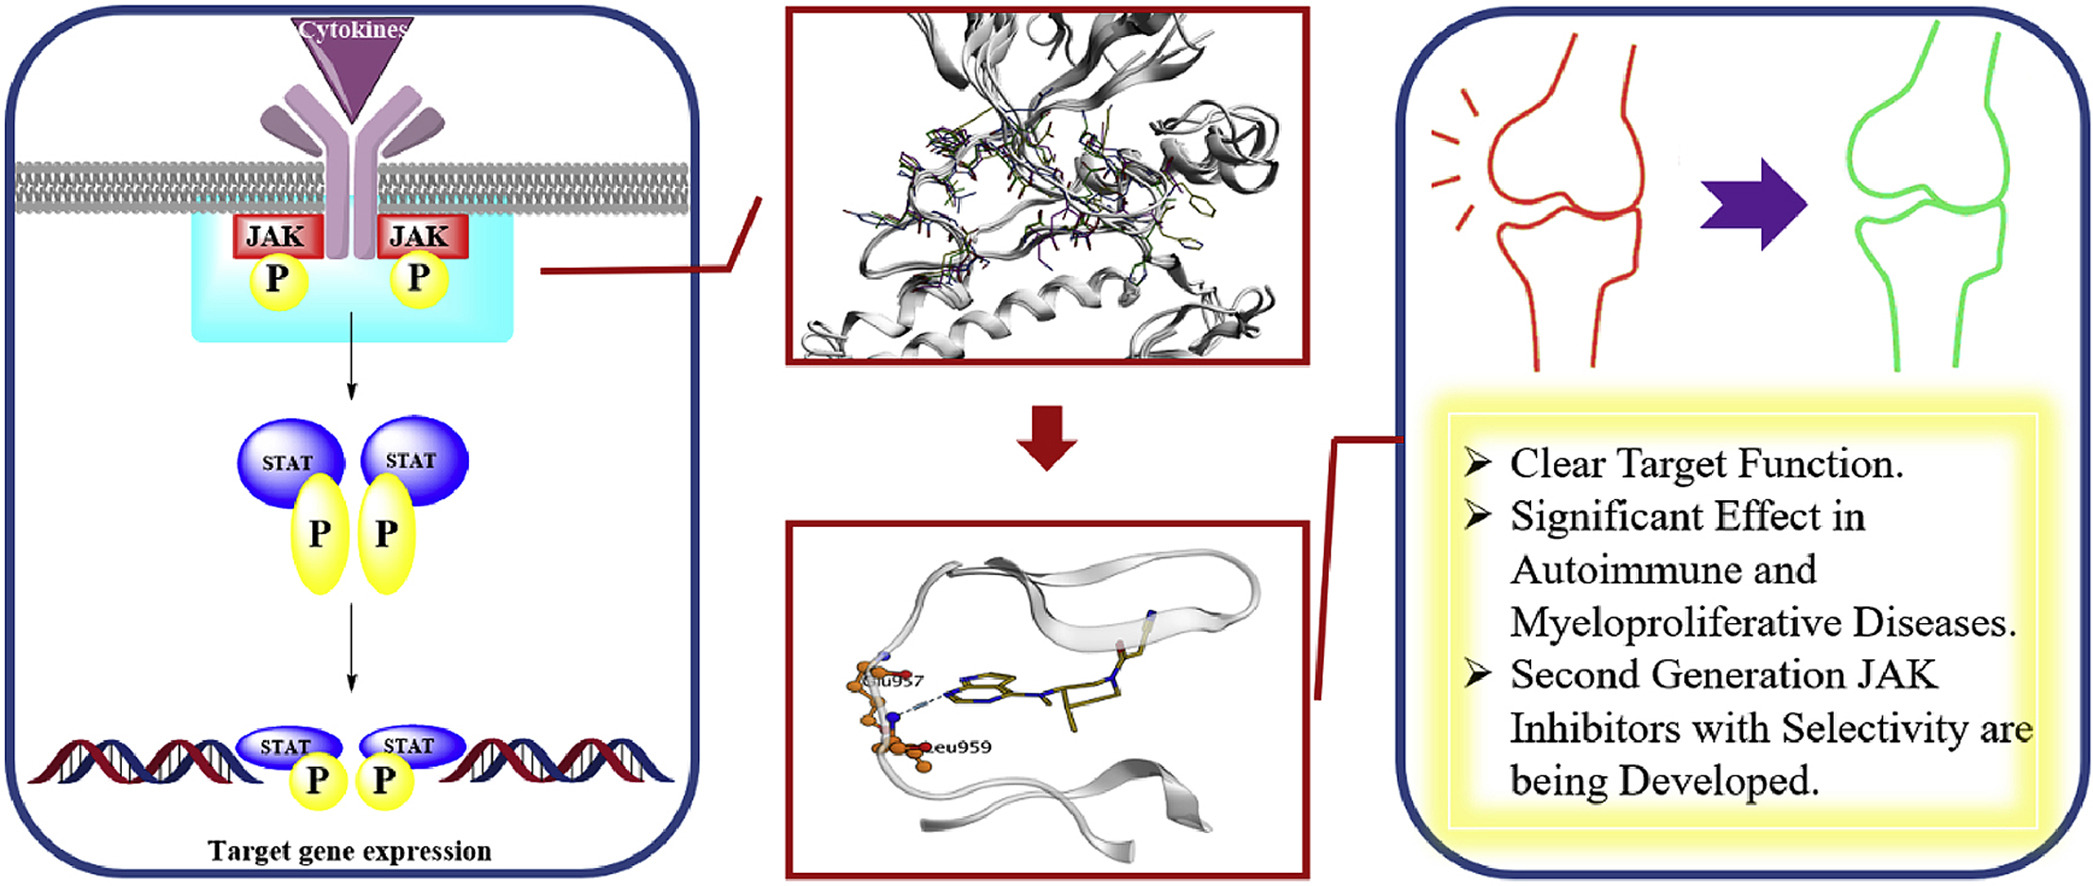 Cytokines
JAK
JAK
P
P
STAT
STAT
P
P
STAT
STAT
P
P
Target gene expression
Glu957
Leu959
➢ Clear Target Function.
➢ Significant Effect in
Autoimmune and
Myeloproliferative Diseases.
➢ Second Generation JAK
Inhibitors with Selectivity are
being Developed.